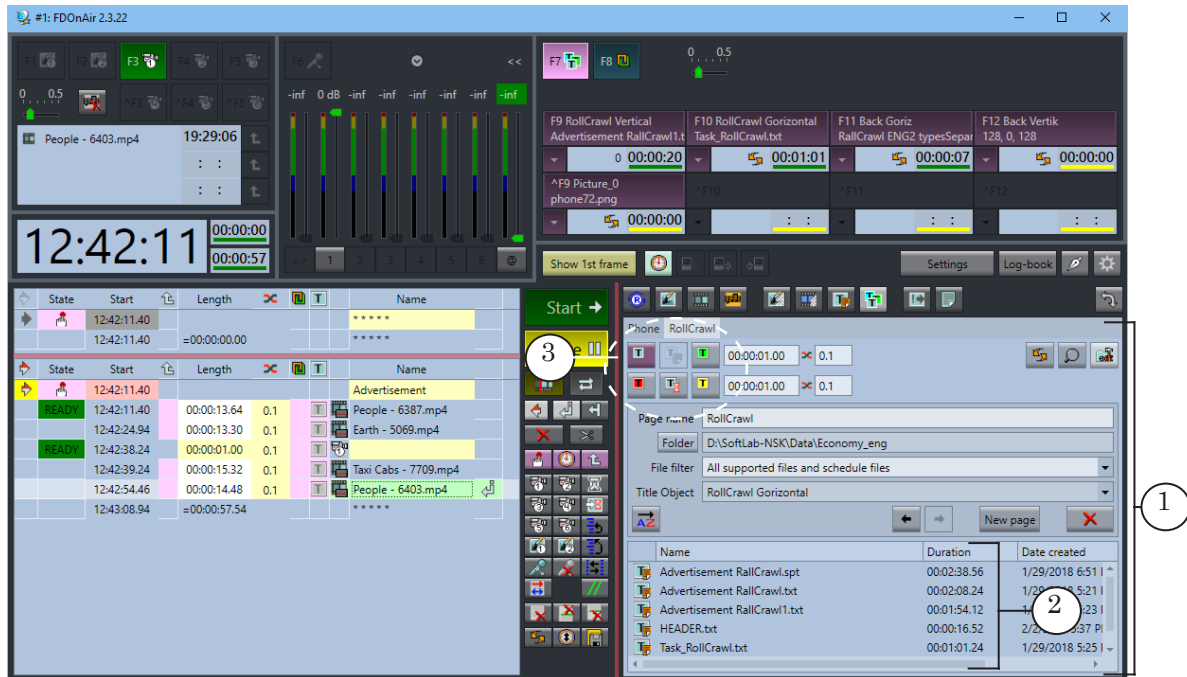 #1: FDOnAir 2.3.22
F1 F2 F3 F4 F5 F6 << F7 F8 0 0.5
0 0.5 ^F3 ^F4 ^F5 -inf 0 dB -inf -inf -inf -inf -inf -inf
People - 6403.mp4 19:29:06
: :
: :
F9 RollCrawl Vertical F10 RollCrawl Gorizontal F11 Back Goriz F12 Back Vertik
Advertisement RallCrawl1.t Task_RollCrawl.txt RallCrawl ENG2 typesSepar 128, 0, 128
0 00:00:20 00:01:01 00:00:07 00:00:00
^F9 Picture_0 ^F10 ^F11 ^F12
phone72.png
00:00:00 : : : : : :
12:42:11 00:00:00
00:00:57
=> 1 2 3 4 5 6 @
Show 1st frame Settings Log-book
State Start Length T Name
12:42:11.40 * * * * *
12:42:11.40 =00:00:00.00 * * * * *
State Start Length T Name
12:42:11.40 Advertisement
READY 12:42:11.40 00:00:13.64 0.1 T People - 6387.mp4
12:42:24.94 00:00:13.30 0.1 T Earth - 5069.mp4
READY 12:42:38.24 00:00:01.00 0.1 T
12:42:39.24 00:00:15.32 0.1 T Taxi Cabs - 7709.mp4
12:42:54.46 00:00:14.48 0.1 T People - 6403.mp4
12:43:08.94 =00:00:57.54 * * * * *
Start
Phone RollCrawl
3
T T T 00:00:01.00 0.1
T T T 00:00:01.00 0.1
Page name RollCrawl
Folder D:\SoftLab-NSK\Data\Economy_eng
File filter All supported files and schedule files
Title Object RollCrawl Gorizontal
1
AZ New page
Name Duration Date created
Advertisement RallCrawl.spt 00:02:38.56 1/29/2018 6:51
Advertisement RallCrawl.txt 00:02:08.24 5:21
2
Advertisement RallCrawl1.txt 00:01:54.12
HEADER.txt 00:00:16.52
Task_RollCrawl.txt 00:01:01.24 1/29/2018 5:25